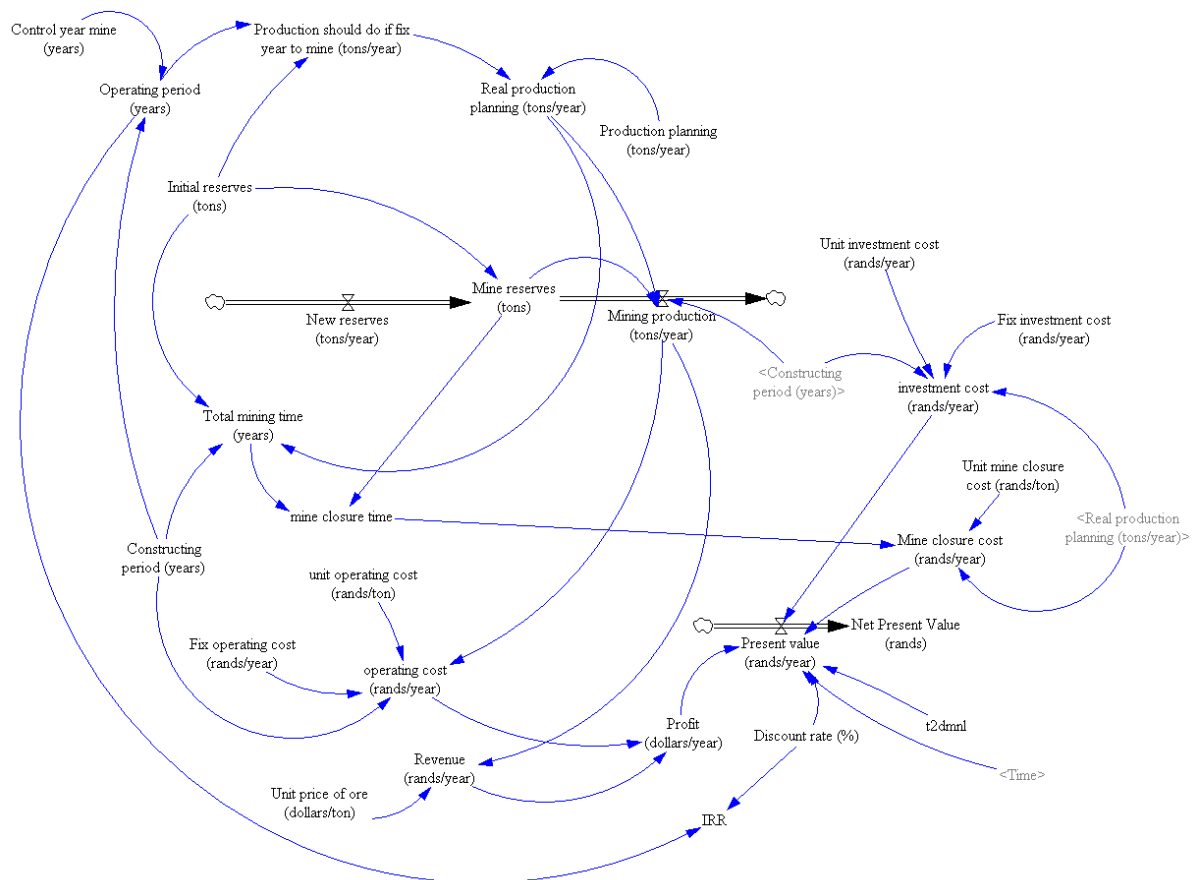 Control year mine
(years)
Production should do if fix
year to mine (tons/year)
Operating period
(years)
Real production
planning (tons/year)
Production planning
(tons/year)
Initial reserves
(tons)
Unit investment cost
(rands/year)
Mine reserves
(tons)
New reserves
(tons/year)
Mining production
(tons/year)
Fix investment cost
(rands/year)
<Constructing
period (years)>
investment cost
(rands/year)
Total mining time
(years)
Unit mine closure
cost (rands/ton)
mine closure time
<Real production
planning (tons/year)>
Mine closure cost
(rands/year)
Constructing
period (years)
unit operating cost
(rands/ton)
Net Present Value
(rands)
Fix operating cost
(rands/year)
Present value
(rands/year)
operating cost
(rands/year)
Profit
(dollars/year)
t2dmnl
Discount rate (%)
Revenue
(rands/year)
<Time>
Unit price of ore
(dollars/ton)
IRR